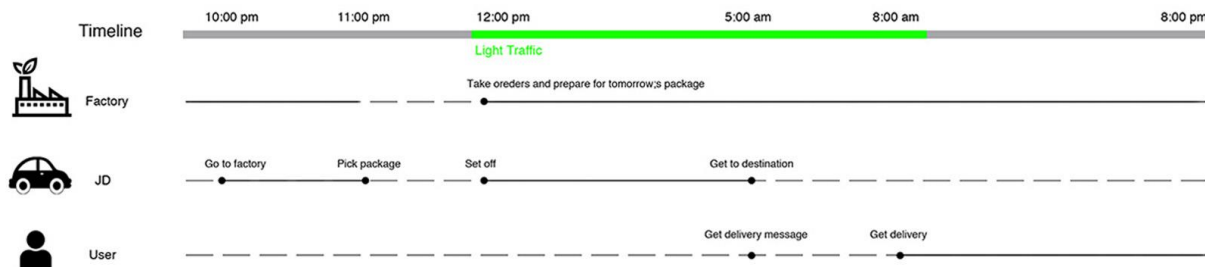 10:00 pm 11:00 pm 12:00 pm 5:00 am 8:00 am 8:00 pm
Timeline
Light Traffic
Take oreders and prepare for tomorrow;s package
Factory
Go to factory Pick package Set off Get to destination
JD
Get delivery message Get delivery
User